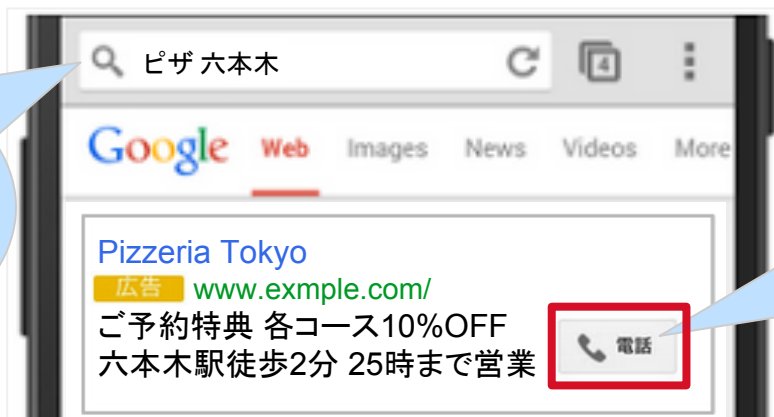 ピザ 六本木
4
Google Web Images News Videos More
Pizzeria Tokyo
広告 www.exmple.com/
ご予約特典 各コース10%OFF
六本木駅徒歩2分 25時まで営業
電話